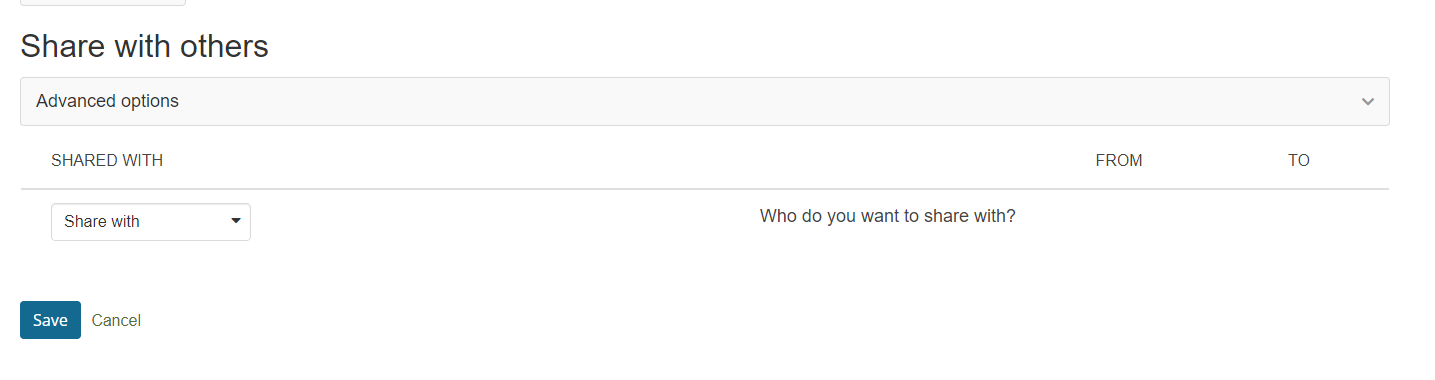 Share with others
Advanced options
SHARED WITH FROM TO
Share with Who do you want to share with?
Save Cancel